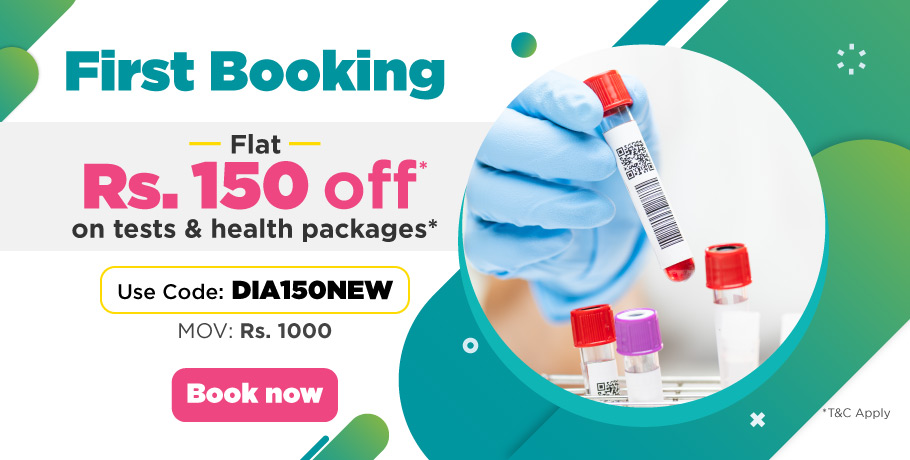 First Booking
Flat
Rs. 150 off*
on tests & health packages*
Use Code: DIA150NEW
MOV: Rs. 1000
Book now
*T&C Apply